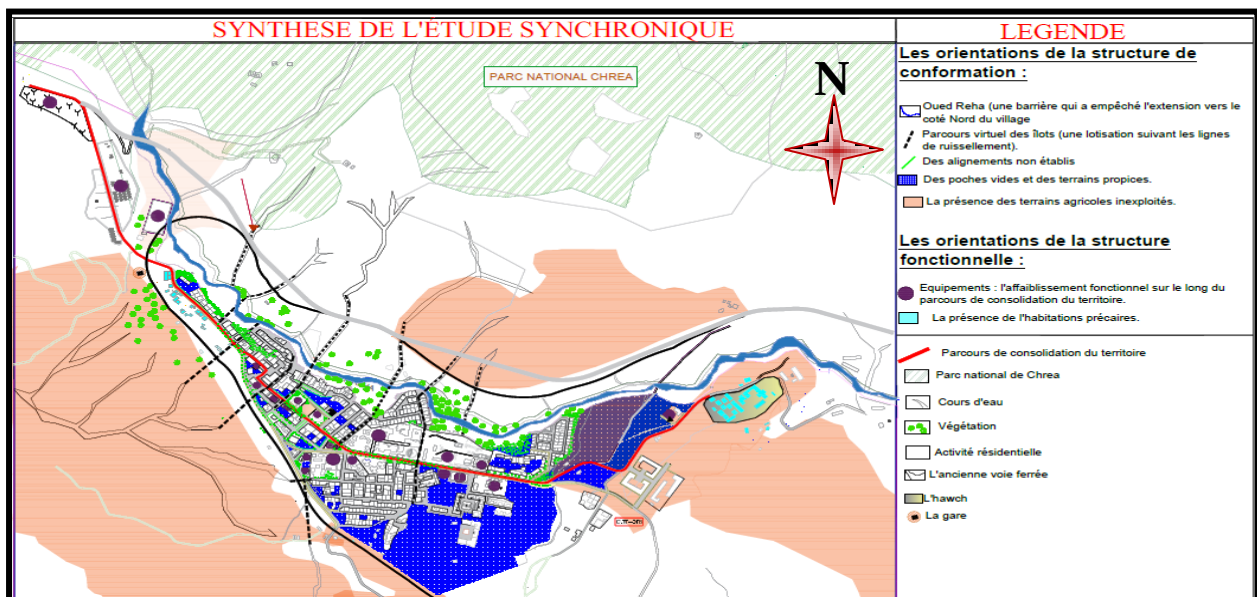 SYNTHESE DE L'ÉTUDE SYNCHRONIQUE
PARC NATIONAL CHREA
N
LEGENDE
Les orientations de la structure de
conformation :
Oued Reha (une barrière qui a empêché l'extension vers le
coté Nord du village
Parcours virtuel des îlots (une lotisation suivant les lignes
de ruissellement).
Des alignements non établis
Des poches vides et des terrains propices.
La présence des terrains agricoles inexploités.
Les orientations de la structure
fonctionelle :
Equipements : l'affaiblissement fonctionnel sur le long du
parcours de consolidation du territoire.
La présence de l'habitations précaires.
Parcours de consolidation du territoire
Parc national de Chrea
Cours d'eau
Végétation
Activité résidentielle
L'ancienne voie ferrée
L'hawch
La gare